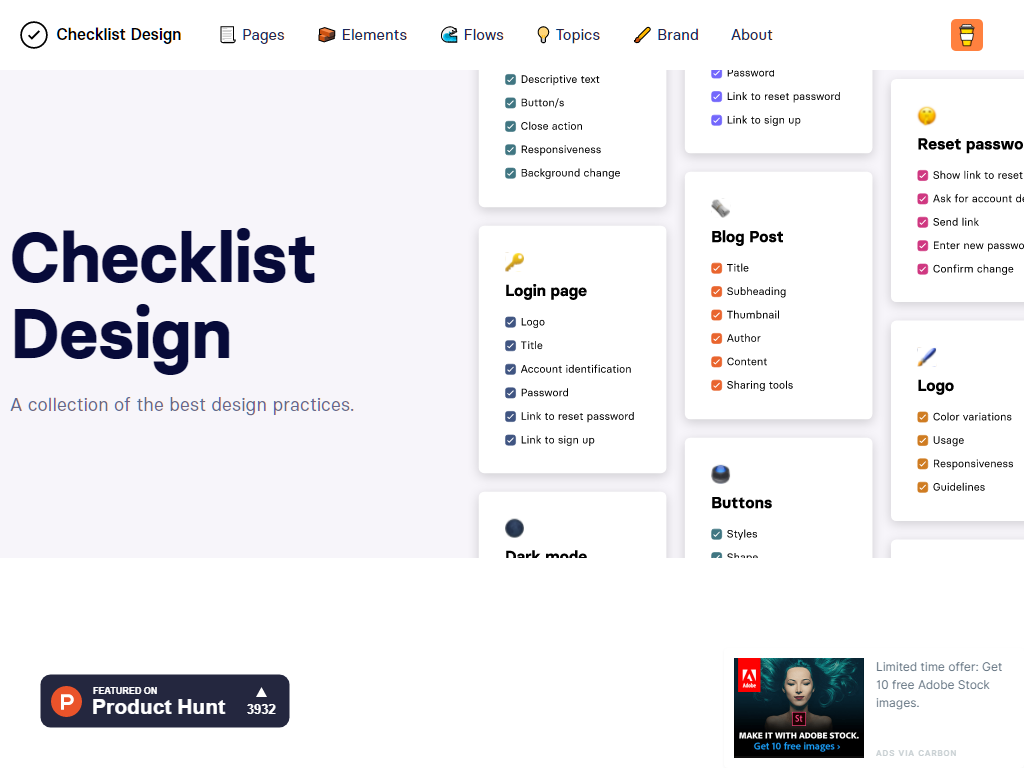 Checklist Design
Pages
Elements
Flows
Topics
Brand
About
Checklist
Design
A collection of the best design practices.
Descriptive text
Button/s
Close action
Responsiveness
Background change
Login page
Logo
Title
Account identification
Password
Link to reset password
Link to sign up
Dark mode
Password
Link to reset password
Link to sign up
Blog Post
Title
Subheading
Thumbnail
Author
Content
Sharing tools
Buttons
Styles
Shape
Reset passwo
Show link to reset
Ask for account de
Send link
Enter new passwo
Confirm change
Logo
Color variations
Usage
Responsiveness
Guidelines
P
FEATURED ON
Product Hunt
3932
Adobe
St
MAKE IT WITH ADOBE STOCK.
Get 10 free images ›
Limited time offer: Get
10 free Adobe Stock
images.
ADS VIA CARBON